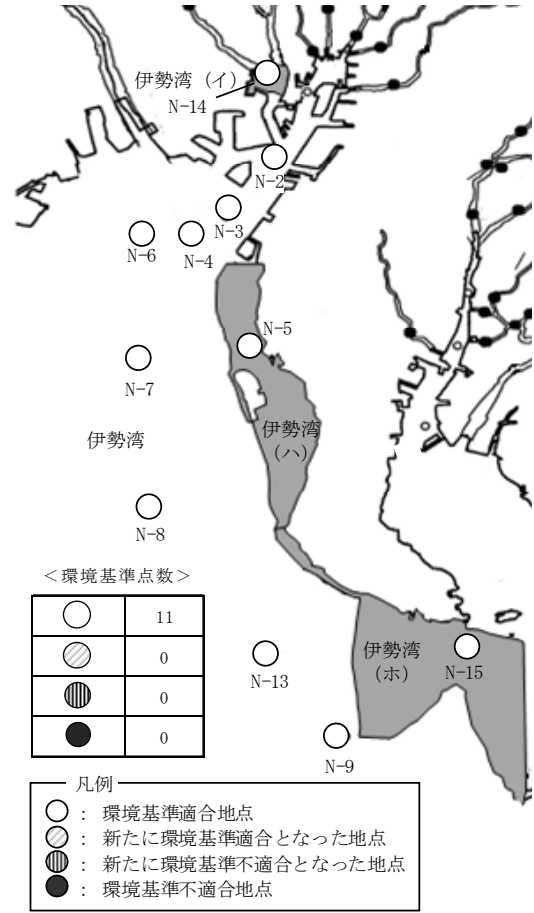 伊勢湾（イ）
N-14
N-2
N-3
N-6
N-4
N-5
N-7
伊勢湾
伊勢湾
（ハ）
N-8
＜環境基準点数＞
11
0
0
0
伊勢湾
（ホ）
N-15
N-13
N-9
凡例
： 環境基準適合地点
： 新たに環境基準適合となった地点
： 新たに環境基準不適合となった地点
： 環境基準不適合地点